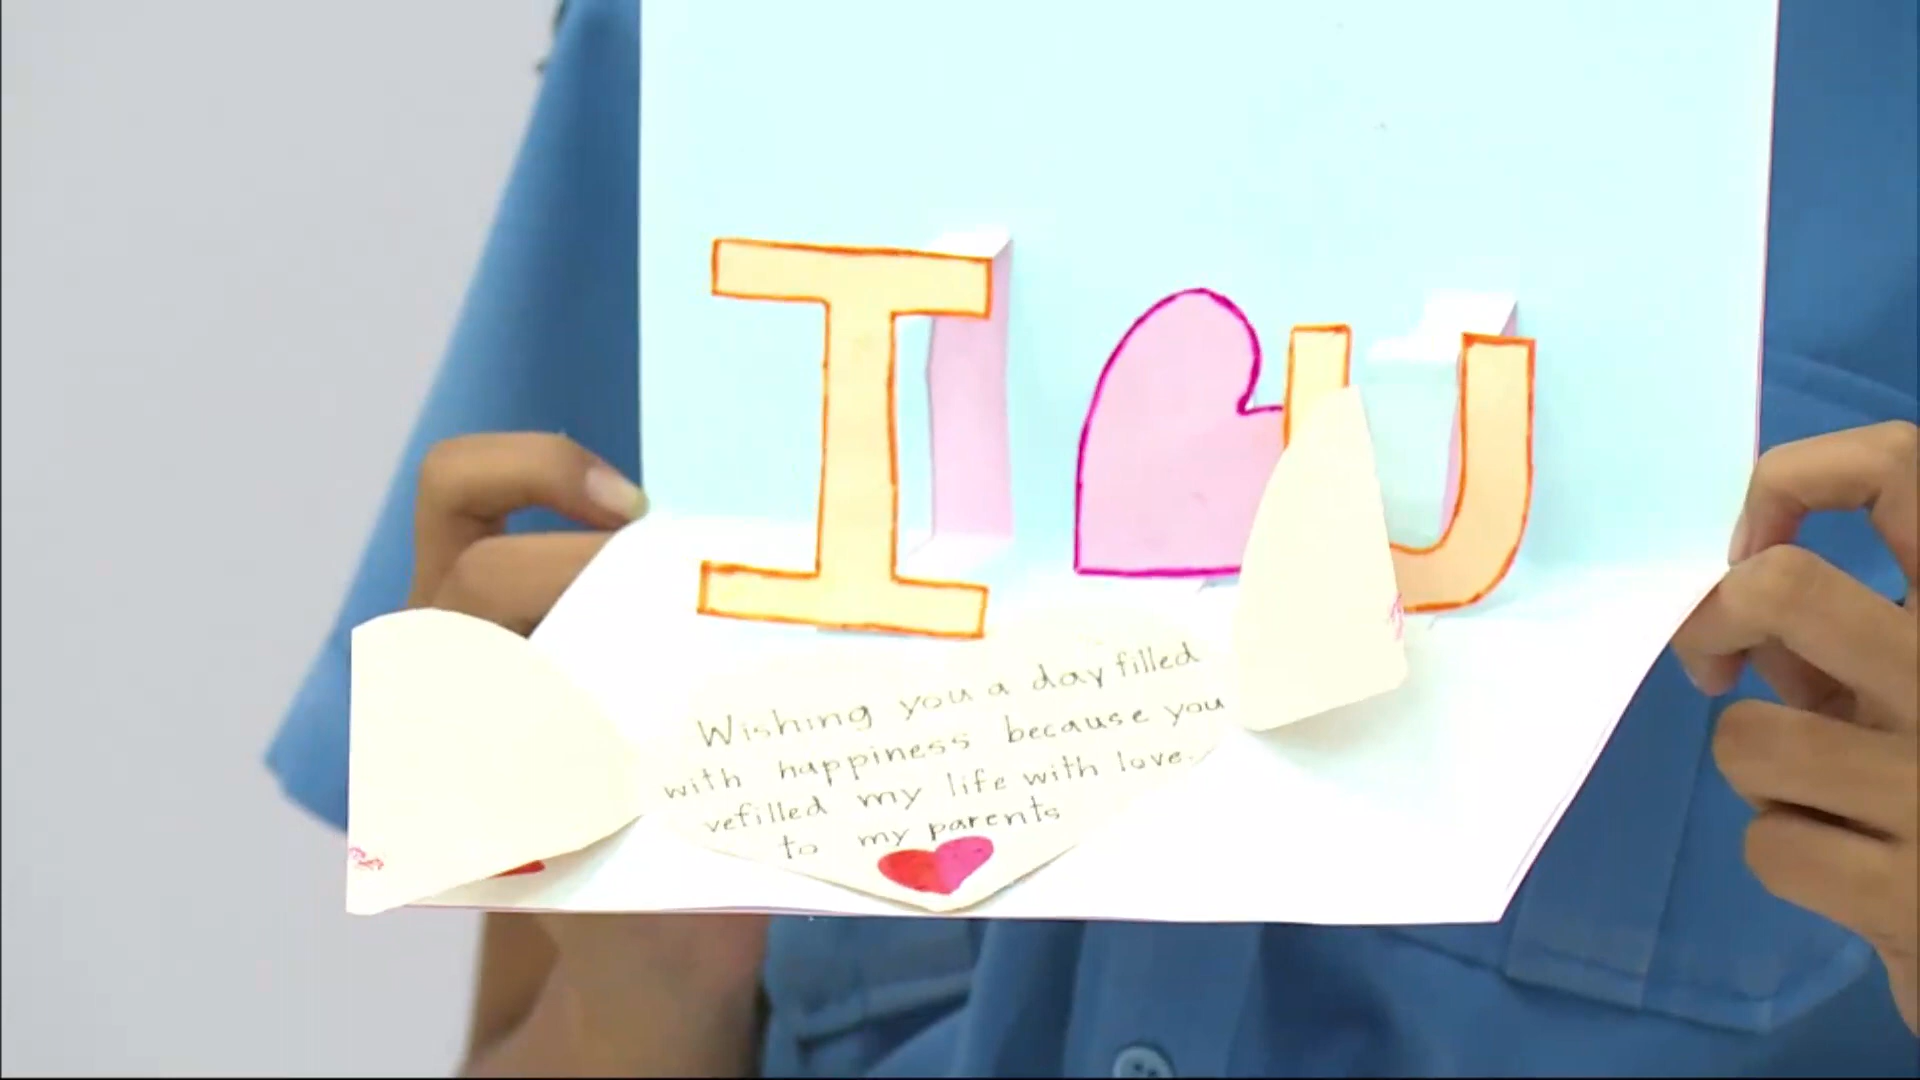 I U
Wishing you a day filled
with happiness because you
vefilled my life with love.
to my parents